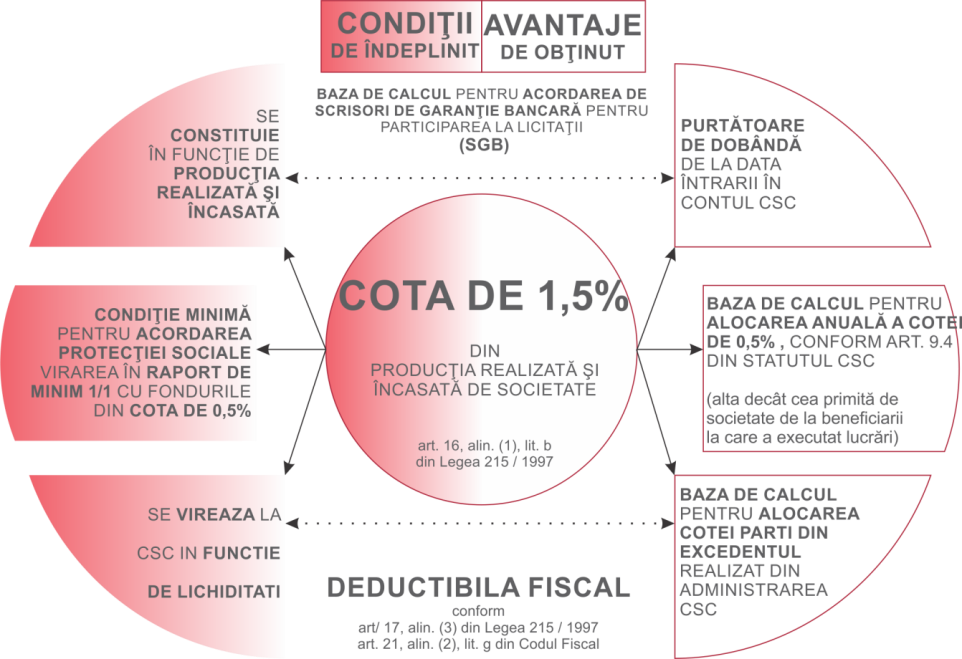 CONDIŢII
DE ÎNDEPLINIT
AVANTAJE
DE OBŢINUT
BAZA DE CALCUL PENTRU ACORDAREA DE
SCRISORI DE GARANŢIE BANCARĂ PENTRU
PARTICIPAREA LA LICITAŢII
(SGB)
SE
CONSTITUIE
ÎN FUNCŢIE DE
PRODUCŢIA
REALIZATĂ ŞI
ÎNCASATĂ
PURTĂTOARE
DE DOBÂNDĂ
DE LA DATA
ÎNTRARII ÎN
CONTUL CSC
CONDIŢIE MINIMĂ
PENTRU ACORDAREA
PROTECŢIEI SOCIALE
VIRAREA ÎN RAPORT DE
MINIM 1/1 CU FONDURILE
DIN COTA DE 0,5%
COTA DE 1,5%
DIN
PRODUCŢIA REALIZATĂ ŞI
ÎNCASATĂ DE SOCIETATE
art. 16, alin. (1), lit. b
din Legea 215 / 1997
BAZA DE CALCUL PENTRU
ALOCAREA ANUALĂ A COTEI
DE 0,5% , CONFORM ART. 9.4
DIN STATUTUL CSC
(alta decât cea primită de
societate de la beneficiarii
la care a executat lucrări)
SE VIREAZA LA
CSC IN FUNCTIE
DE LICHIDITATI
BAZA DE CALCUL
PENTRU ALOCAREA
COTEI PARTI DIN
EXCEDENTUL
REALIZAT DIN
ADMINISTRAREA
CSC
DEDUCTIBILA FISCAL
conform
art/ 17, alin. (3) din Legea 215 / 1997
art. 21, alin. (2), lit. g din Codul Fiscal